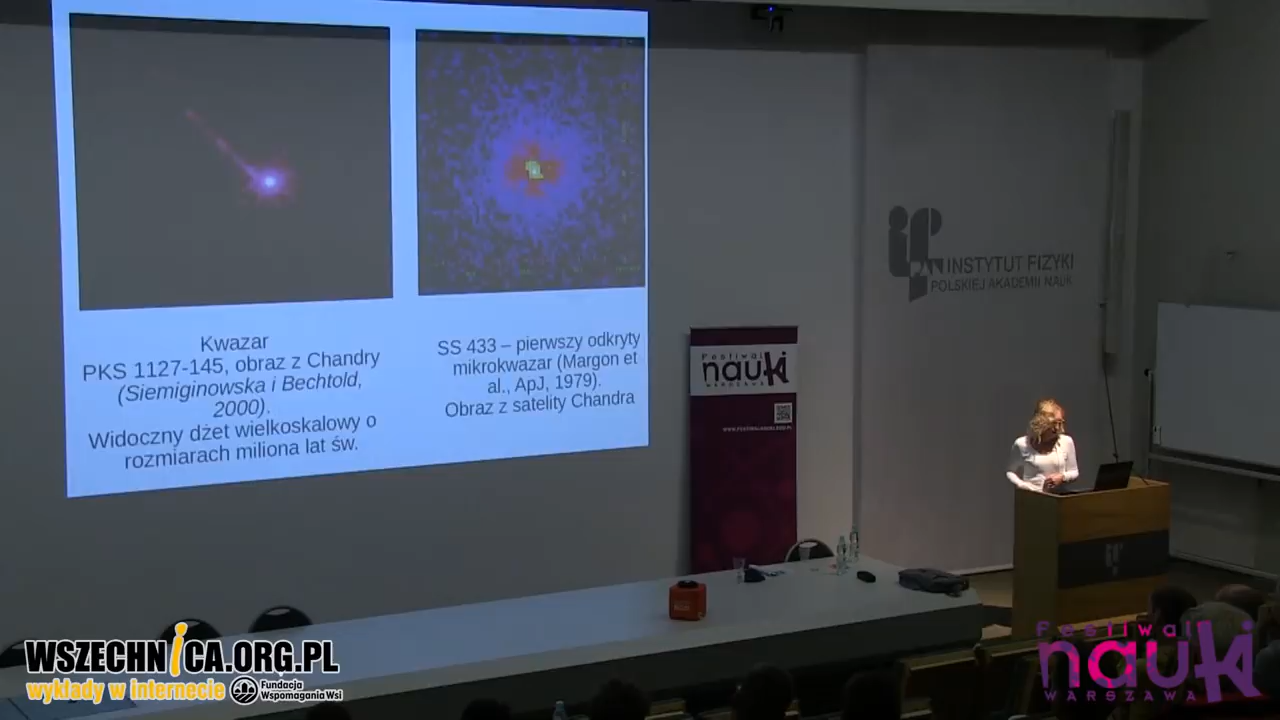 Kwazar
PKS 1127-145, obraz z Chandry
(Siemiginowska i Bechtold,
2000).
Widoczny dżet wielkoskalowy o
rozmiarach miliona lat św.
SS 433 – pierwszy odkryty
mikrokwazar (Margon et
al., ApJ, 1979).
Obraz z satelity Chandra
INSTYTUT FIZYKI
POLSKIEJ AKADEMII NAUK
Festiwal
nauki
WARSZAWA
WSZECHNICA.ORG.PL
wykłady w internecie
Fundacja
Wspomagania Wsi
Festiwal
nauki
WARSZAWA